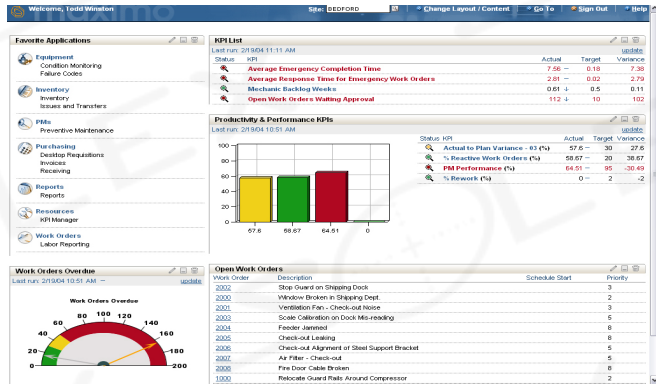 maximo
Welcome, Todd Winston
Site: BEDFORD
Change Layout / Content
Go To
Sign Out
Help
Favorite Applications
Equipment
Condition Monitoring
Failure Codes
Inventory
Inventory
Issues and Transfers
PMs
Preventive Maintenance
Purchasing
Desktop Requisitions
Invoices
Receiving
Reports
Reports
Resources
KPI Manager
Work Orders
Labor Reporting
KPI List
Last run: 2/19/04 11:11 AM update
Status KPI Actual Target Variance
Average Emergency Completion Time 7.56 0.18 7.38
Average Response Time for Emergency Work Orders 2.81 0.02 2.79
Mechanic Backlog Weeks 0.61 0.5 0.11
Open Work Orders Waiting Approval 112 10 102
Productivity & Performance KPIs
Last run: 2/19/04 10:51 AM update
100
80
60
40
20
0
57.6 58.67 64.51 0
Status KPI Actual Target Variance
Actual to Plan Variance - 03 (%) 57.6 30 27.6
% Reactive Work Orders (%) 58.67 20 38.67
PM Performance (%) 64.51 95 -30.49
% Rework (%) 0 2 -2
Work Orders Overdue
Last run: 2/19/04 10:51 AM update
Work Orders Overdue
0 20 40 60 80 100 120 140 160 180 200
Open Work Orders
Work Order Description Schedule Start Priority
2002 Stop Guard on Shipping Dock 3
2000 Window Broken in Shipping Dept. 2
2001 Ventilation Fan - Check-out Noise 3
2003 Scale Calibration on Dock Mis-reading 5
2004 Feeder Jammed 8
2005 Check-out Leaking 8
2006 Check-out Alignment of Steel Support Bracket 5
2007 Air Filter - Check-out 5
2008 Fire Door Cable Broken 8
1000 Relocate Guard Rails Around Compressor 2